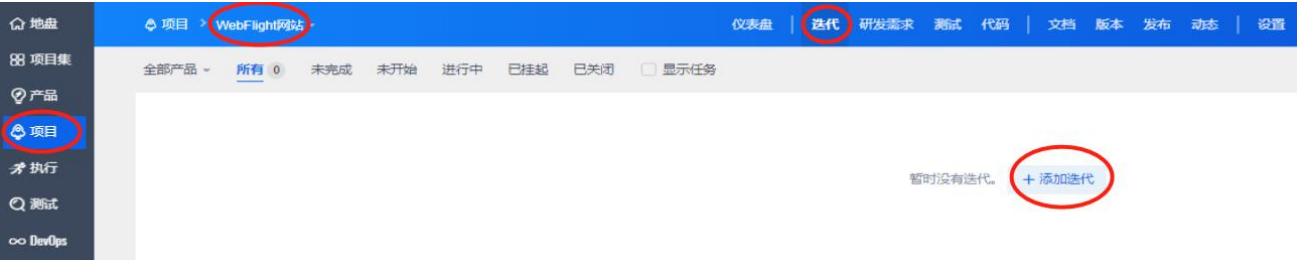 地盘
项目集
产品
项目
执行
测试
DevOps
项目 > WebFlight网站
仪表盘 | 迭代 研发需求 测试 代码 | 文档 版本 发布 动态 | 设置
全部产品 所有 0 未完成 未开始 进行中 已挂起 已关闭 显示任务
暂时没有迭代。 + 添加迭代